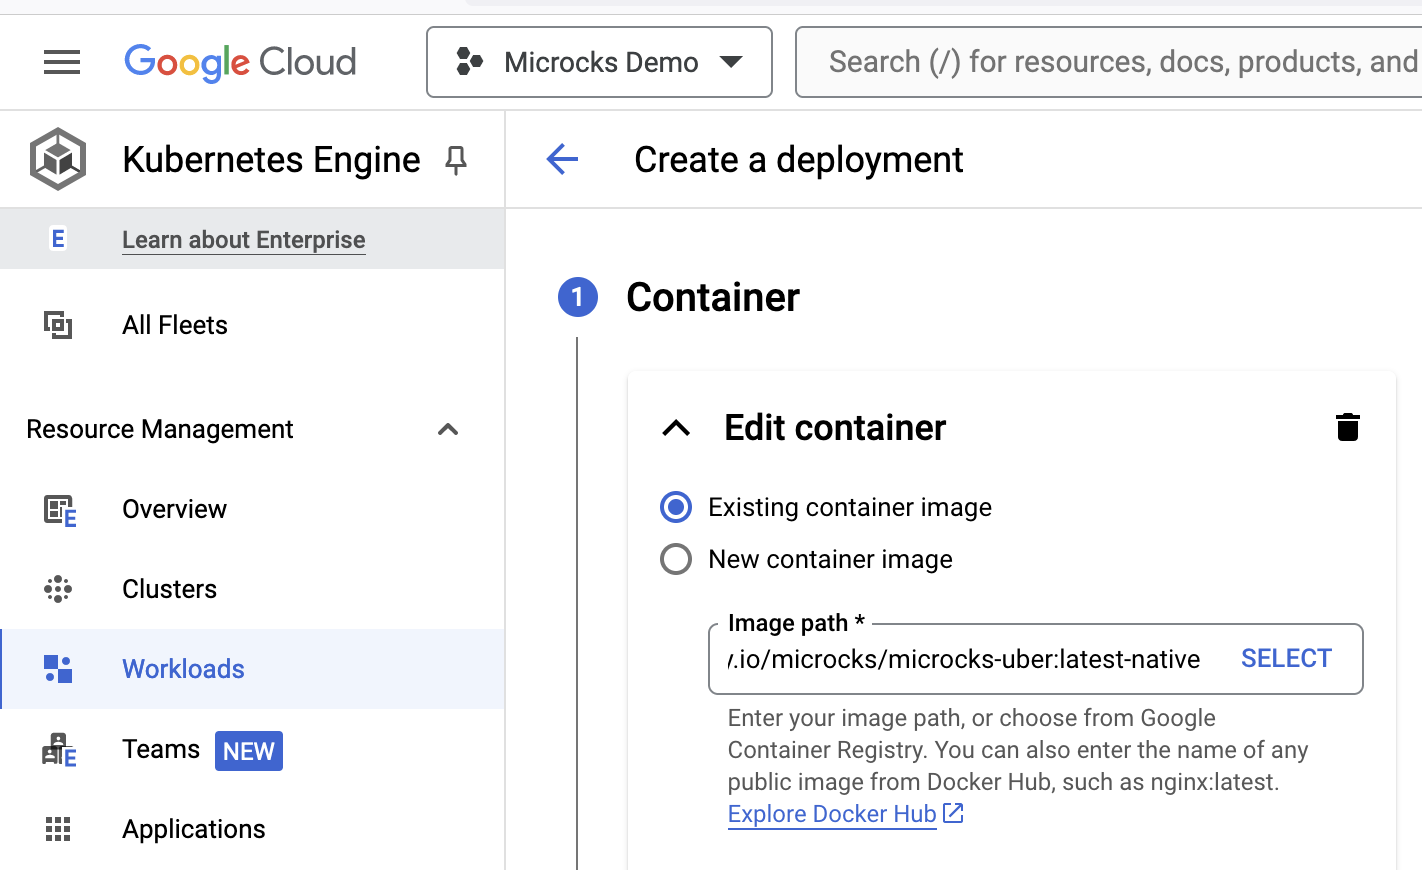 Google Cloud
Microcks Demo
Search (/) for resources, docs, products, and
Kubernetes Engine
Create a deployment
E
Learn about Enterprise
All Fleets
Resource Management
Overview
Clusters
Workloads
Teams NEW
Applications
1
Container
Edit container
Existing container image
New container image
Image path *
y.io/microcks/microcks-uber:latest-native
SELECT
Enter your image path, or choose from Google
Container Registry. You can also enter the name of any
public image from Docker Hub, such as nginx:latest.
Explore Docker Hub